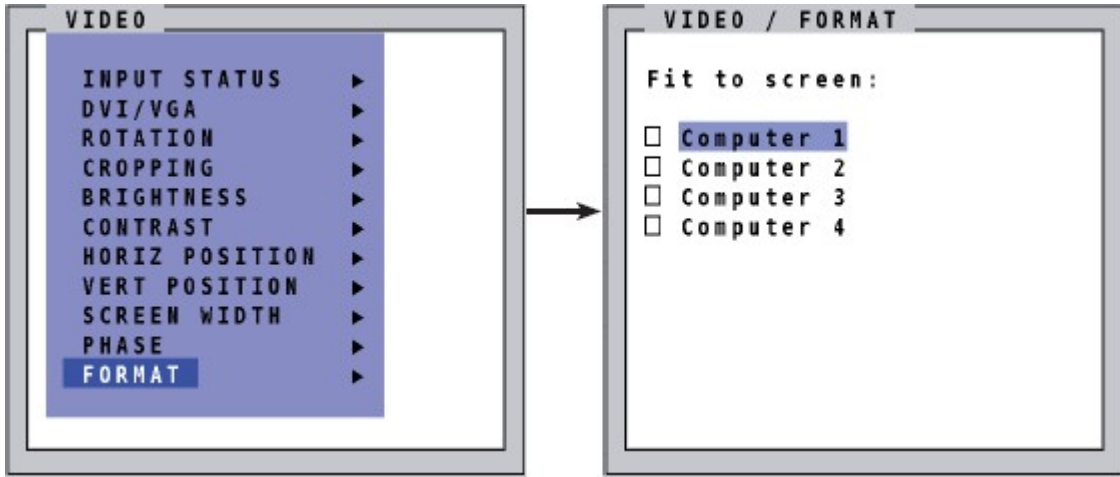 VIDEO
INPUT STATUS
DVI/VGA
ROTATION
CROPPING
BRIGHTNESS
CONTRAST
HORIZ POSITION
VERT POSITION
SCREEN WIDTH
PHASE
FORMAT
VIDEO / FORMAT
Fit to screen:
Computer 1
Computer 2
Computer 3
Computer 4